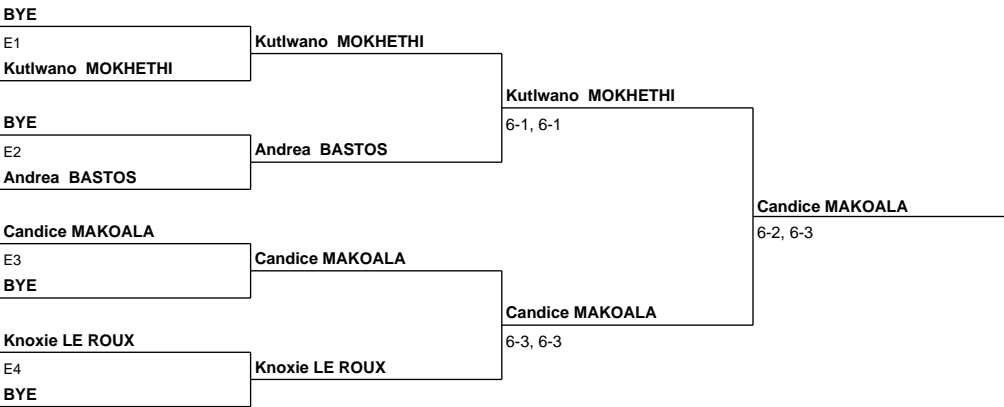 BYE
E1
Kutlwano MOKHETHI
Kutlwano MOKHETHI
BYE
E2
Andrea BASTOS
Andrea BASTOS
Kutlwano MOKHETHI
6-1, 6-1
Candice MAKOALA
E3
BYE
Candice MAKOALA
Knoxie LE ROUX
E4
BYE
Knoxie LE ROUX
Candice MAKOALA
6-3, 6-3
Candice MAKOALA
6-2, 6-3